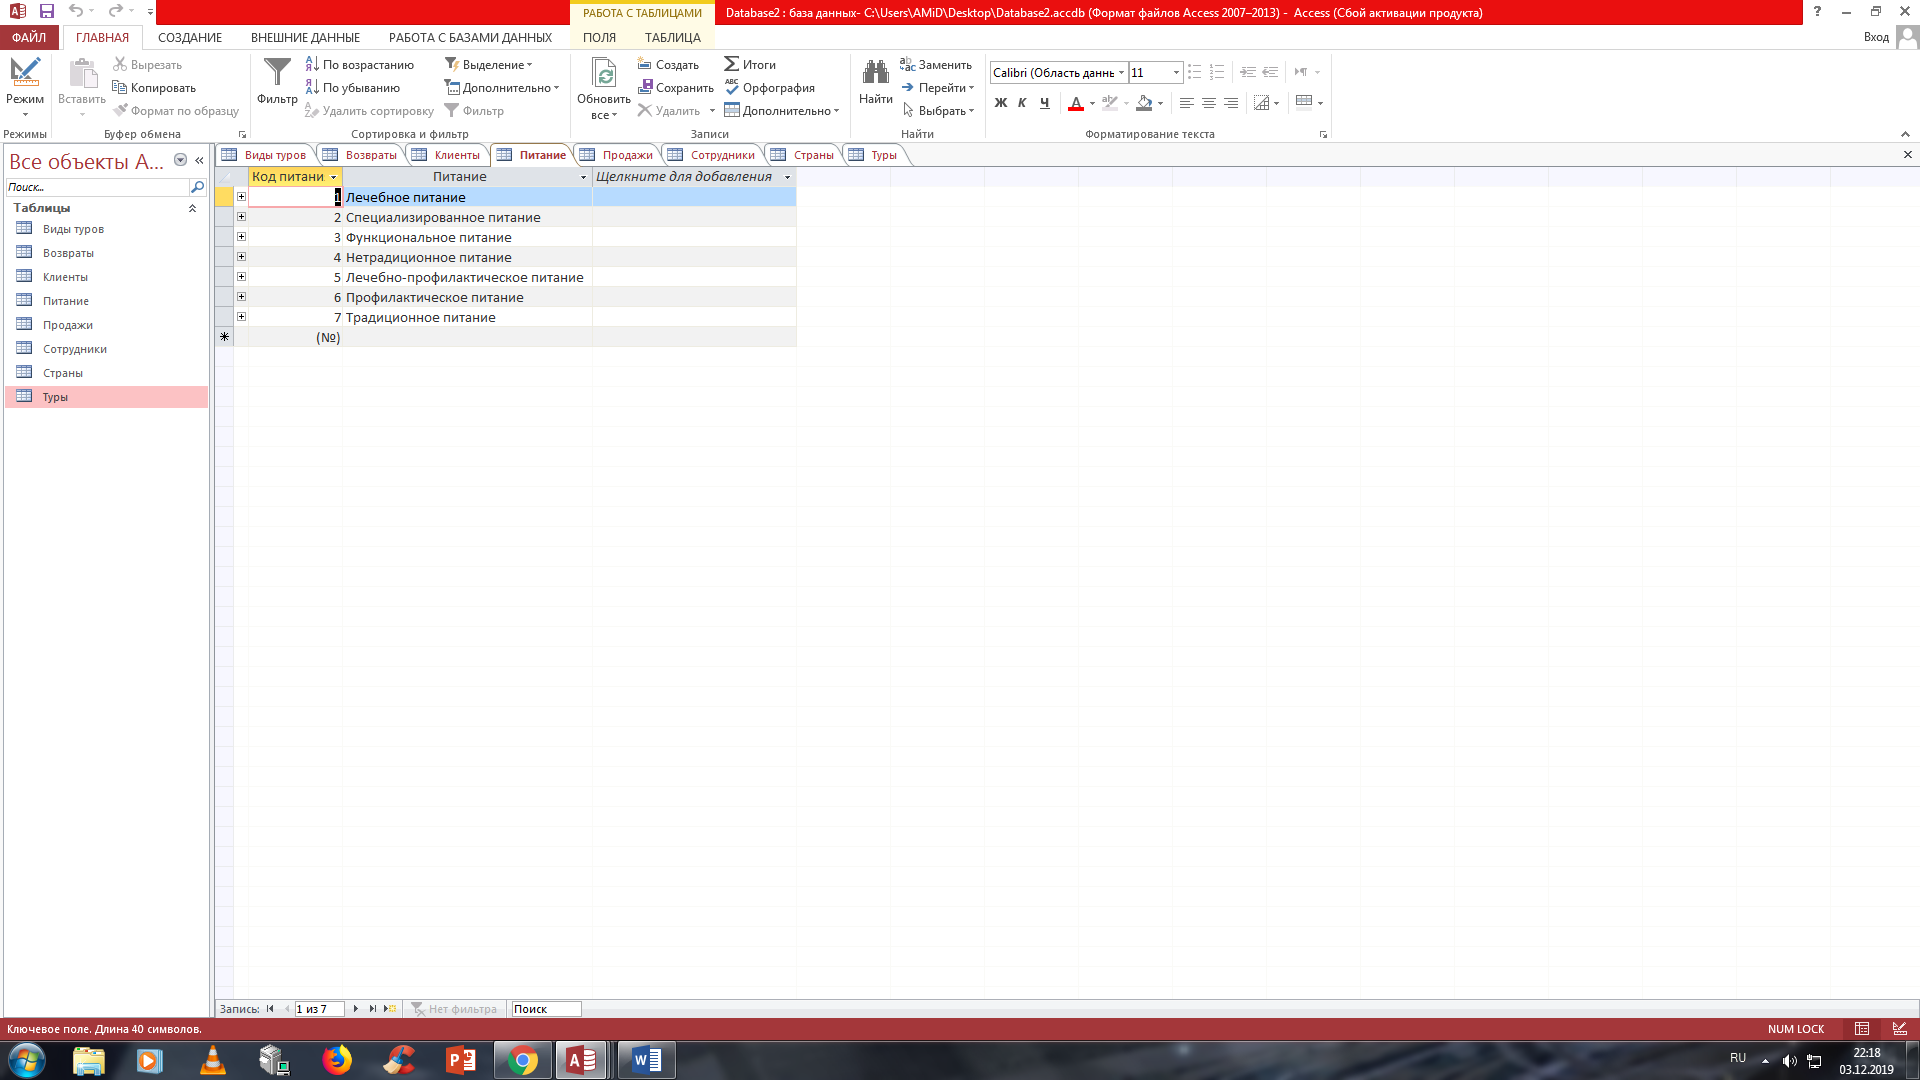 РАБОТА С ТАБЛИЦАМИ
Database2 : база данных- C:\Users\AMiD\Desktop\Database2.accdb (Формат файлов Access 2007–2013) - Access (Сбой активации продукта)
ФАЙЛ ГЛАВНАЯ СОЗДАНИЕ ВНЕШНИЕ ДАННЫЕ РАБОТА С БАЗАМИ ДАННЫХ ПОЛЯ ТАБЛИЦА Вход
Режим
Режимы
Вставить
Вырезать
Копировать
Формат по образцу
Буфер обмена
Фильтр
По возрастанию
По убыванию
Удалить сортировку
Выделение
Дополнительно
Фильтр
Сортировка и фильтр
Обновить
все
Создать
Сохранить
Удалить
Итоги
Орфография
Дополнительно
Записи
Найти
Заменить
Перейти
Выбрать
Найти
Calibri (Область данн 11
Ж К Ч
Форматирование текста
Все объекты A...
Поиск...
Таблицы
Виды туров
Возвраты
Клиенты
Питание
Продажи
Сотрудники
Страны
Туры
Виды туров Возвраты Клиенты Питание Продажи Сотрудники Страны Туры
Код питани Питание Щелкните для добавления
1 Лечебное питание
2 Специализированное питание
3 Функциональное питание
4 Нетрадиционное питание
5 Лечебно-профилактическое питание
6 Профилактическое питание
7 Традиционное питание
(№)
Запись: 1 из 7 Нет фильтра Поиск
Ключевое поле. Длина 40 символов. NUM LOCK
RU 22:18
03.12.2019